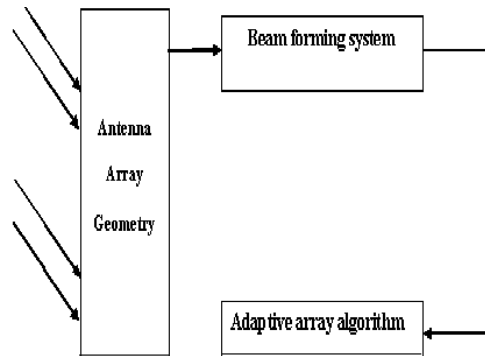 Beam forming system
Antenna
Array
Geometry
Adaptive array algorithm